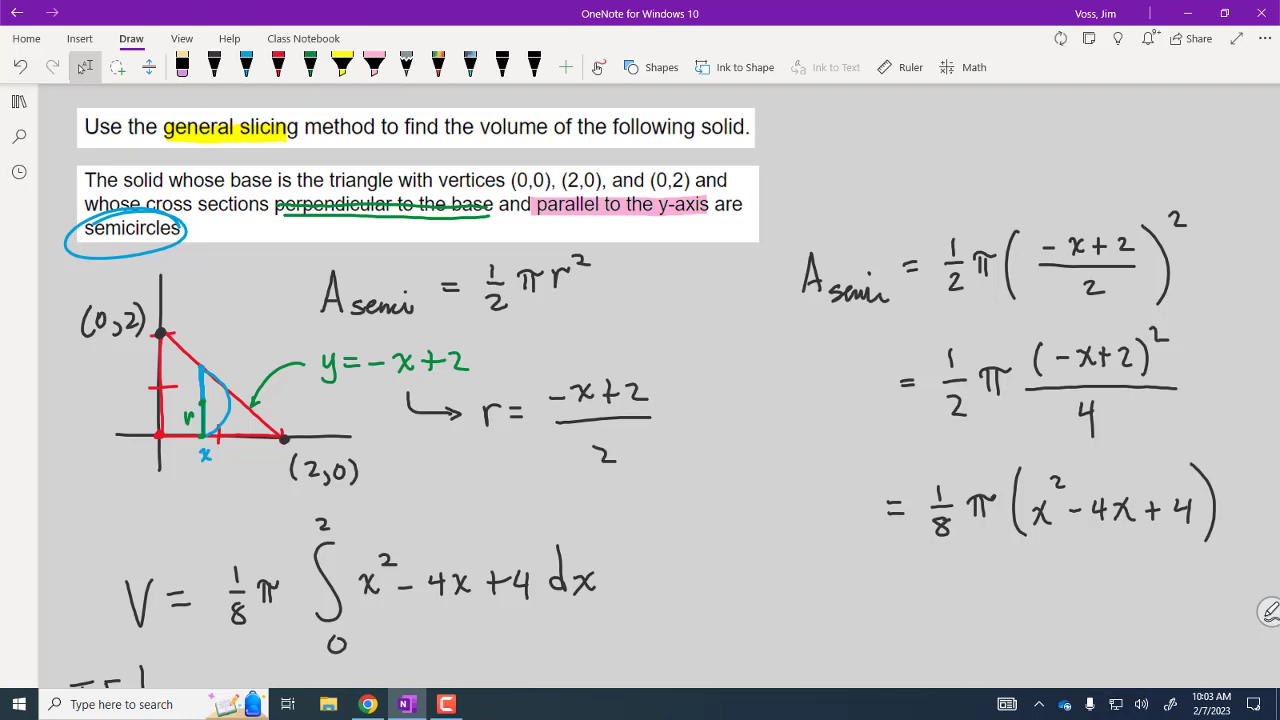 OneNote for Windows 10
Voss, Jim
Home Insert Draw View Help Class Notebook
Share
Shapes Ink to Shape Ink to Text Ruler Math
Use the general slicing method to find the volume of the following solid.
The solid whose base is the triangle with vertices (0,0), (2,0), and (0,2) and
whose cross sections perpendicular to the base and parallel to the y-axis are
semicircles
A semi = 1/2 π r^2
(0,2)
y = -x+2
r = (-x+2)/2
r
x
(2,0)
V = 1/8 π ∫_0^2 x^2 - 4x + 4 dx
A semi = 1/2 π ((-x+2)/2)^2
= 1/2 π (-x+2)^2/4
= 1/8 π (x^2 - 4x + 4)
Type here to search
10:03 AM
2/7/2023